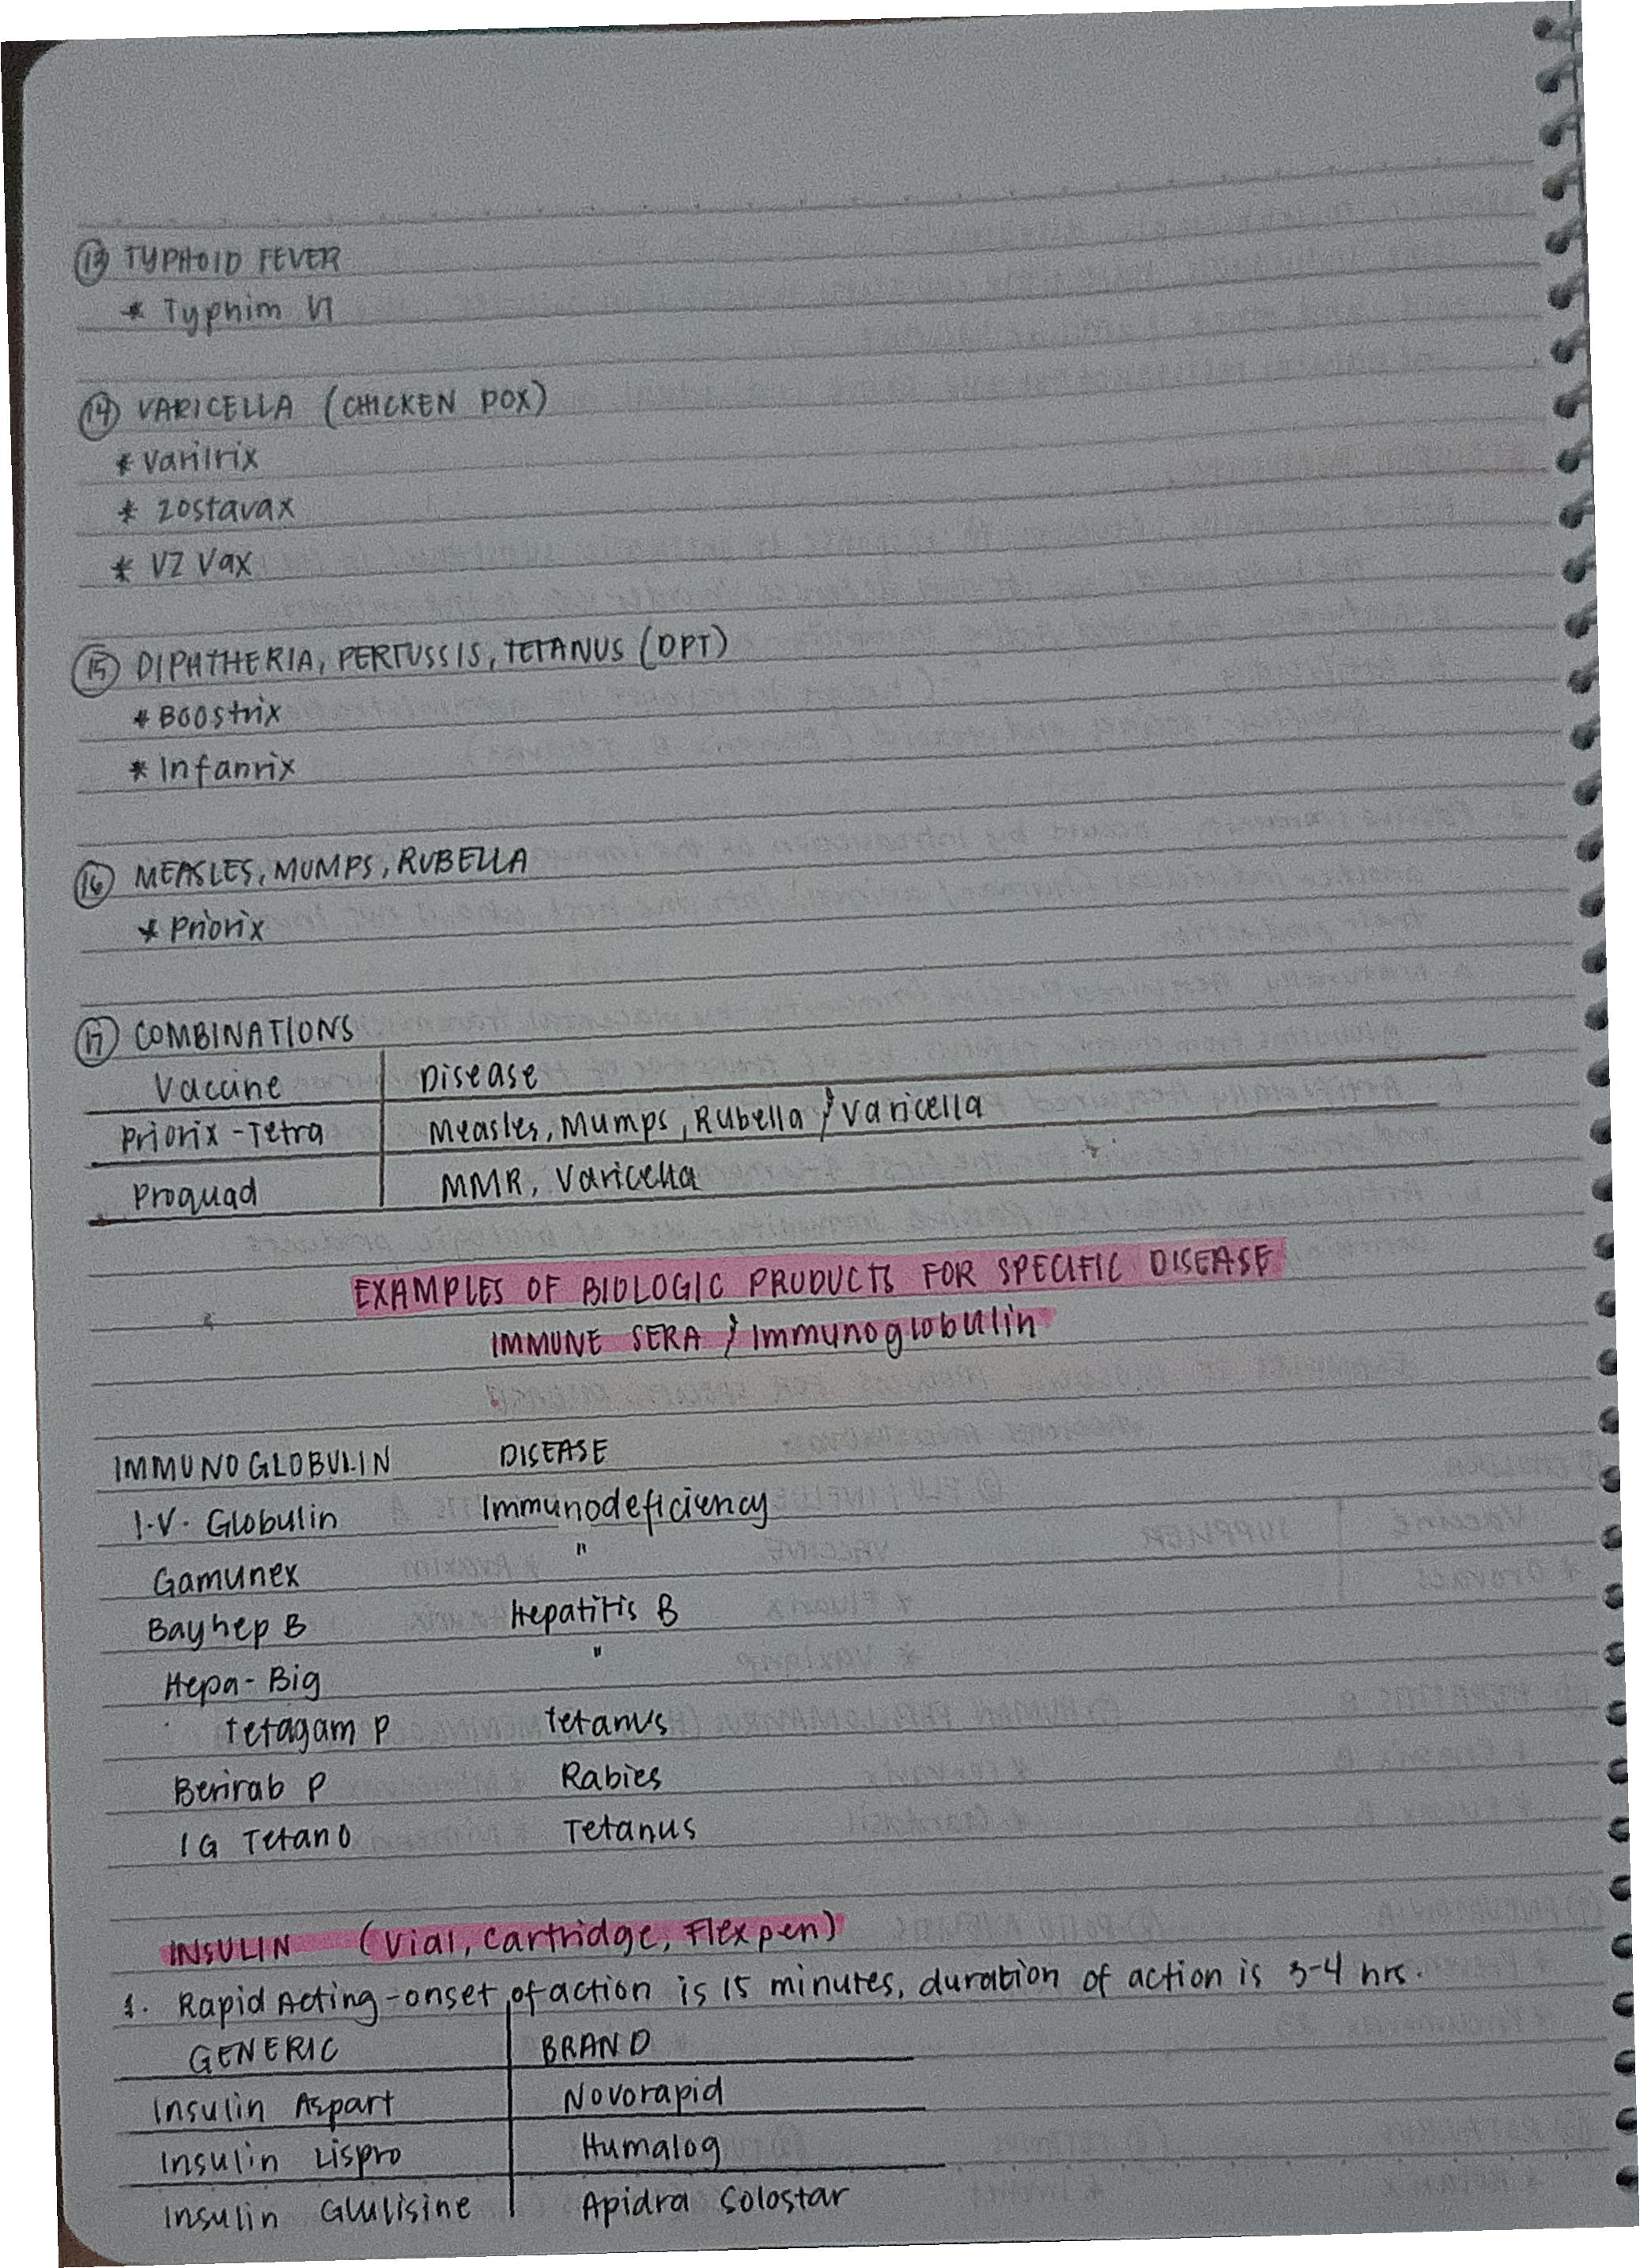 13 TYPHOID FEVER
* Typhim VI
14 VARICELLA (CHICKEN POX)
* Varilrix
* Zostavax
* VZ Vax
15 DIPHTHERIA, PERTUSSIS, TETANUS (DPT)
* Boostrix
* Infanrix
16 MEASLES, MUMPS, RUBELLA
* Priorix
17 COMBINATIONS
Vaccine Disease
Priorix-Tetra Measles, Mumps, Rubella & Varicella
Proquad MMR, Varicella
EXAMPLES OF BIOLOGIC PRODUCTS FOR SPECIFIC DISEASE
IMMUNE SERA & Immunoglobulin
IMMUNOGLOBULIN DISEASE
I.V. Globulin Immunodeficiency
Gamunex "
Bayhep B Hepatitis B
Hepa-Big "
Tetagam P Tetanus
Berirab P Rabies
IG Tetano Tetanus
INSULIN (Vial, Cartridge, Flexpen)
1. Rapid Acting-onset of action is 15 minutes, duration of action is 3-4 hrs.
GENERIC BRAND
Insulin Aspart Novorapid
Insulin Lispro Humalog
Insulin Glulisine Apidra Solostar